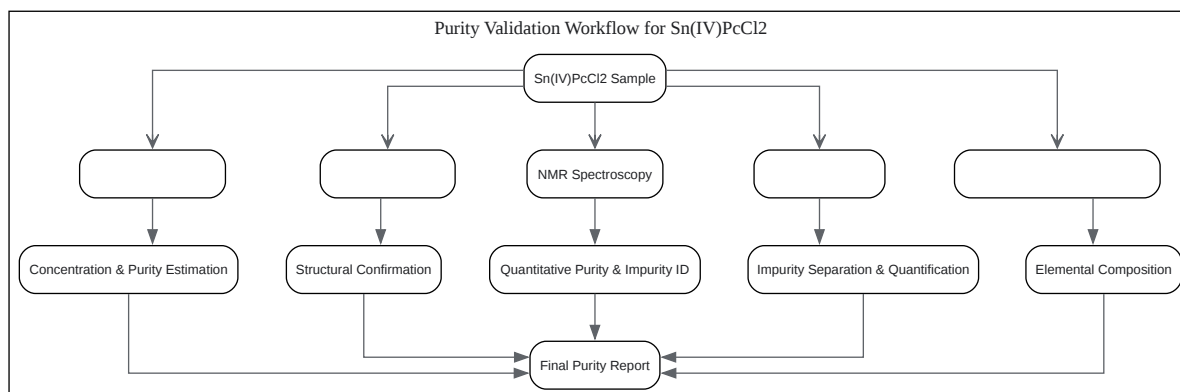 Purity Validation Workflow for Sn(IV)PcCl2
Sn(IV)PcCl2 Sample
NMR Spectroscopy
Concentration & Purity Estimation
Structural Confirmation
Quantitative Purity & Impurity ID
Impurity Separation & Quantification
Elemental Composition
Final Purity Report